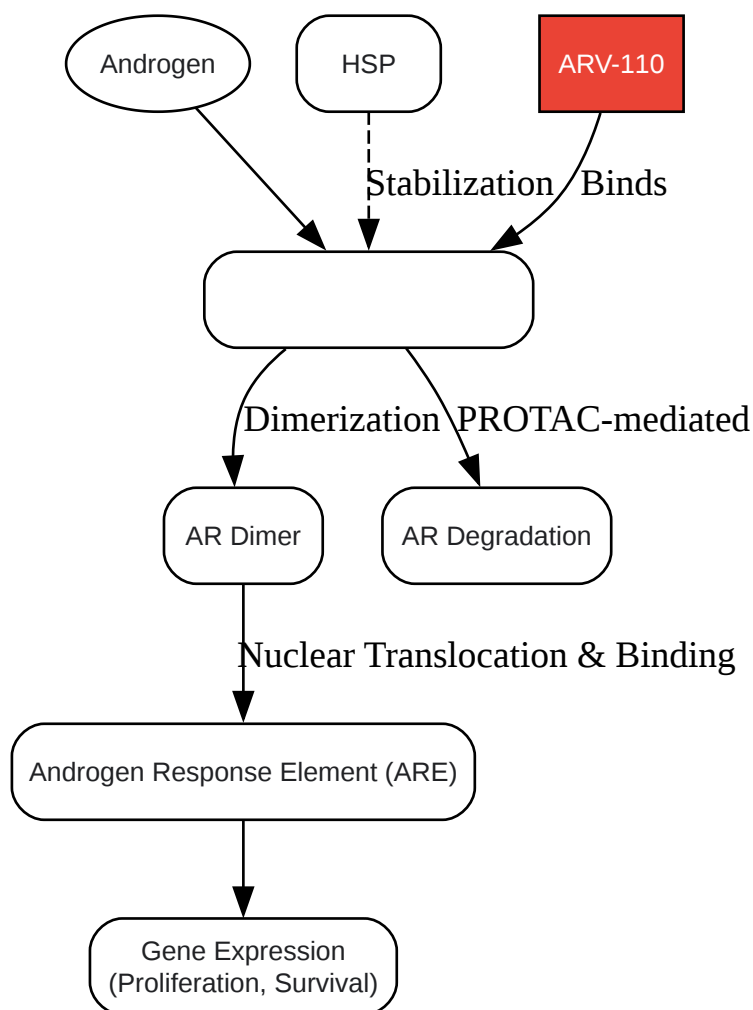 Androgen
HSP
ARV-110
Stabilization
Binds
Dimerization
PROTAC-mediated
AR Dimer
AR Degradation
Nuclear Translocation & Binding
Androgen Response Element (ARE)
Gene Expression
(Proliferation, Survival)